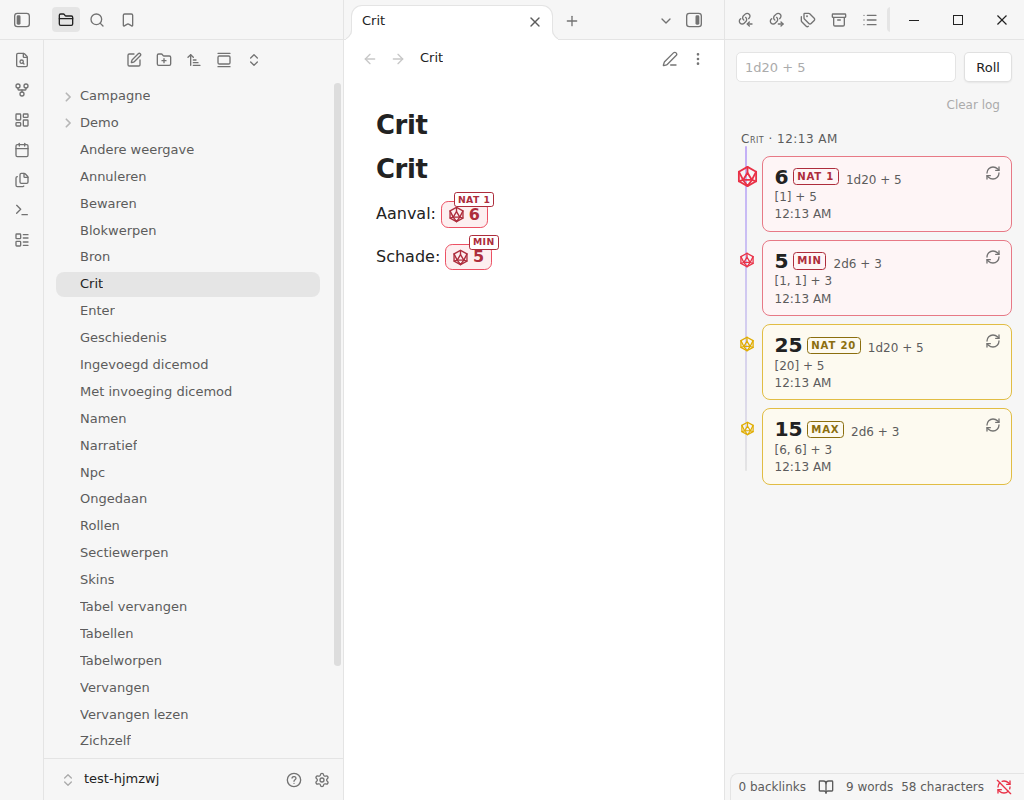 Crit
Crit
1d20 + 5
Roll
Clear log
Campagne
Demo
Andere weergave
Annuleren
Bewaren
Blokwerpen
Bron
Crit
Enter
Geschiedenis
Ingevoegd dicemod
Met invoeging dicemod
Namen
Narratief
Npc
Ongedaan
Rollen
Sectiewerpen
Skins
Tabel vervangen
Tabellen
Tabelworpen
Vervangen
Vervangen lezen
Zichzelf
test-hjmzwj
Crit
Crit
NAT 1
Aanval: 6
MIN
Schade: 5
Crit · 12:13 AM
6 NAT 1 1d20 + 5
[1] + 5
12:13 AM
5 MIN 2d6 + 3
[1, 1] + 3
12:13 AM
25 NAT 20 1d20 + 5
[20] + 5
12:13 AM
15 MAX 2d6 + 3
[6, 6] + 3
12:13 AM
0 backlinks 9 words 58 characters